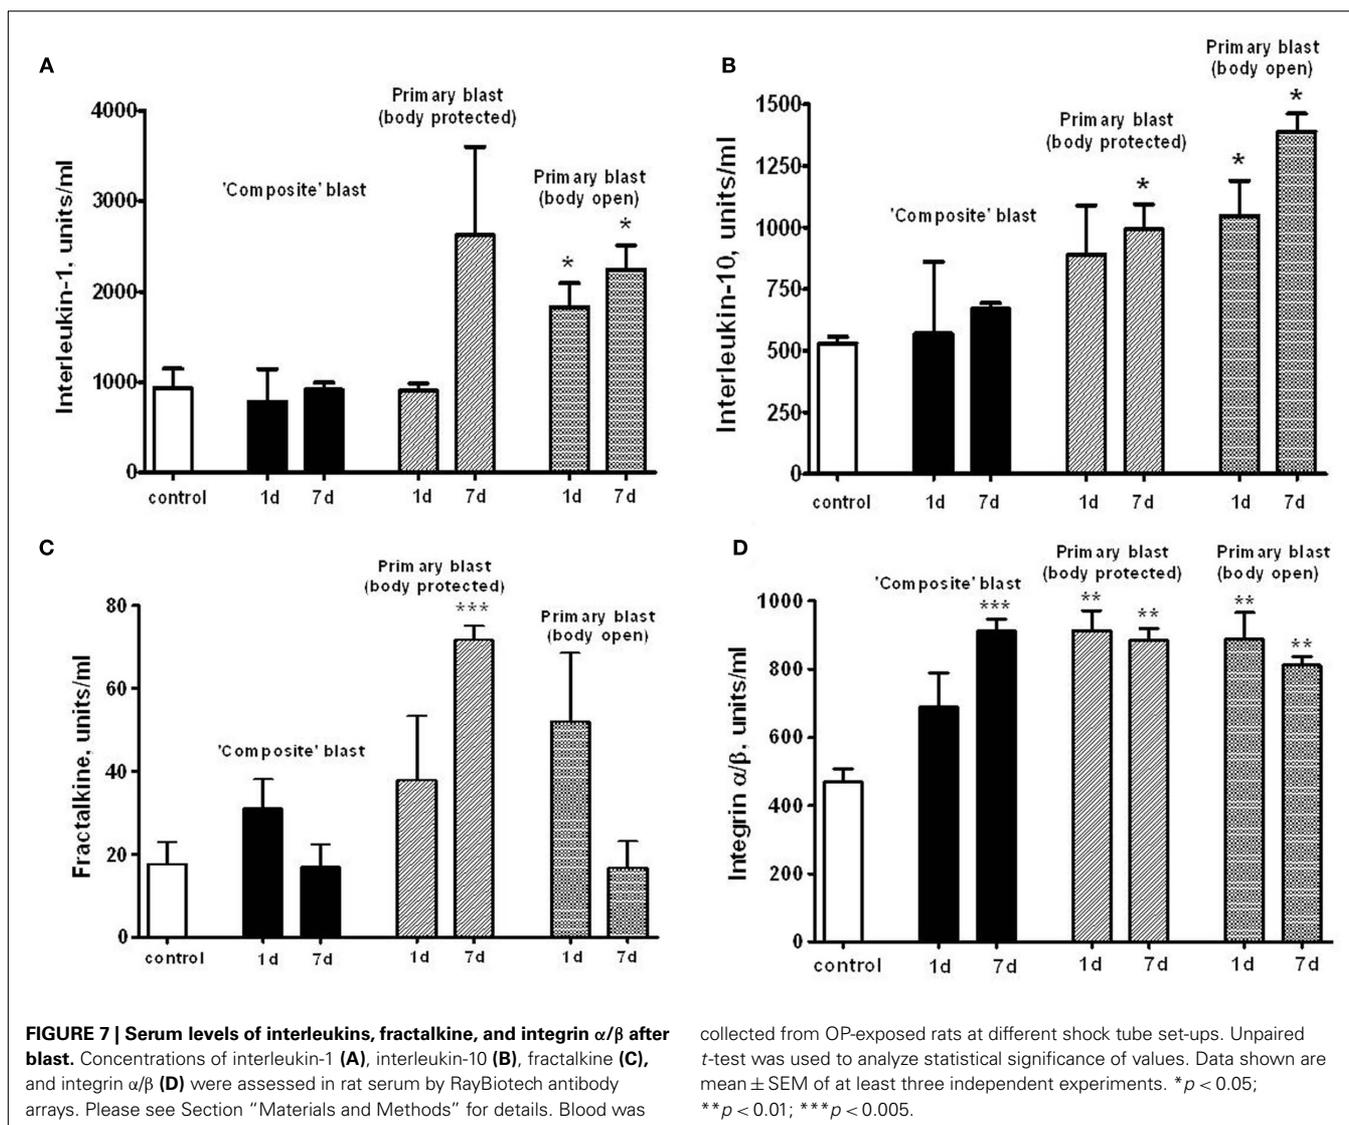 A
Primary blast
(body protected)
'Composite' blast
Primary blast
(body open)
*
*
Interleukin-1, units/ml
4000
3000
2000
1000
0
control
1d
7d
1d
7d
1d
7d
B
Primary blast
(body open)
*
Primary blast
(body protected)
*
*
'Composite' blast
Interleukin-10, units/ml
1500
1250
1000
750
500
250
0
control
1d
7d
1d
7d
1d
7d
C
Primary blast
(body protected)
***
Primary blast
(body open)
'Composite' blast
Fractalkine, units/ml
80
60
40
20
0
control
1d
7d
1d
7d
1d
7d
D
Primary blast
(body protected)
Primary blast
(body open)
'Composite' blast
***
**
**
**
**
Integrin α/β, units/ml
1000
800
600
400
200
0
control
1d
7d
1d
7d
1d
7d
FIGURE 7 | Serum levels of interleukins, fractalkine, and integrin α/β after
blast. Concentrations of interleukin-1 (A), interleukin-10 (B), fractalkine (C),
and integrin α/β (D) were assessed in rat serum by RayBiotech antibody
arrays. Please see Section “Materials and Methods” for details. Blood was
collected from OP-exposed rats at different shock tube set-ups. Unpaired
t-test was used to analyze statistical significance of values. Data shown are
mean ± SEM of at least three independent experiments. *p < 0.05;
**p < 0.01; ***p < 0.005.